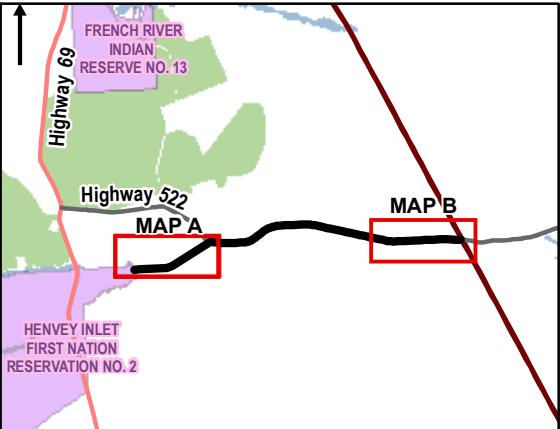 FRENCH RIVER
INDIAN
RESERVE NO. 13
Highway 69
Highway 522
MAP A
MAP B
HENVEY INLET
FIRST NATION
RESERVATION NO. 2